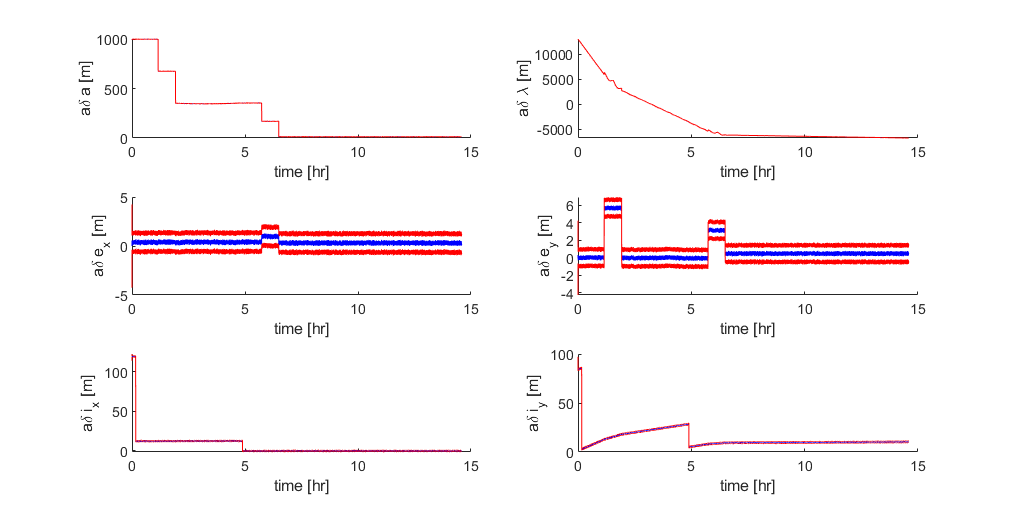 1000
500
0
aδ a [m]
0 5 10 15
time [hr]
10000
5000
0
-5000
aδ λ [m]
0 5 10 15
time [hr]
5
0
-5
aδ e_x [m]
0 5 10 15
time [hr]
6
4
2
0
-2
-4
aδ e_y [m]
0 5 10 15
time [hr]
100
50
0
aδ i_x [m]
0 5 10 15
time [hr]
100
50
0
aδ i_y [m]
0 5 10 15
time [hr]